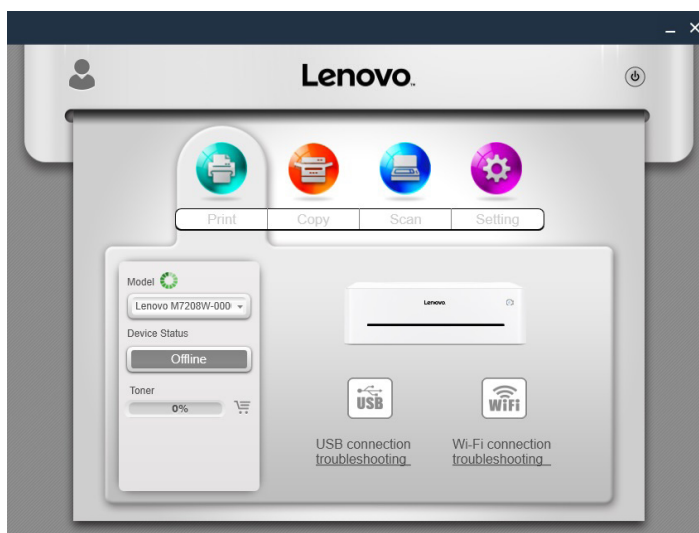 Lenovo.
Print Copy Scan Setting
Model
Lenovo M7208W-000
Lenovo
Device Status
Offline
Toner
0%
USB
WiFi
USB connection
troubleshooting
Wi-Fi connection
troubleshooting